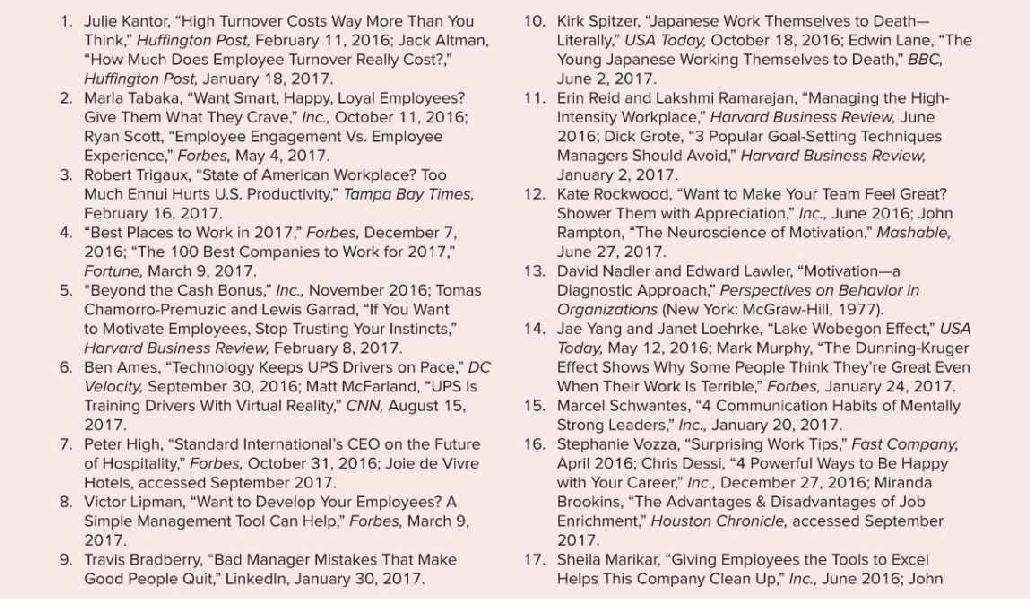 1. Julie Kantor, “High Turnover Costs Way More Than You
Think,” Huffington Post, February 11, 2016; Jack Altman,
“How Much Does Employee Turnover Really Cost?,”
Huffington Post, January 18, 2017.
2. Marla Tabaka, “Want Smart, Happy, Loyal Employees?
Give Them What They Crave,” Inc., October 11, 2016;
Ryan Scott, “Employee Engagement Vs. Employee
Experience,” Forbes, May 4, 2017.
3. Robert Trigaux, “State of American Workplace? Too
Much Ennui Hurts U.S. Productivity,” Tampa Bay Times,
February 16, 2017.
4. “Best Places to Work in 2017,” Forbes, December 7,
2016; “The 100 Best Companies to Work for 2017,”
Fortune, March 9, 2017.
5. “Beyond the Cash Bonus,” Inc., November 2016; Tomas
Chamorro-Premuzic and Lewis Garrad, “If You Want
to Motivate Employees, Stop Trusting Your Instincts,”
Harvard Business Review, February 8, 2017.
6. Ben Ames, “Technology Keeps UPS Drivers on Pace,” DC
Velocity, September 30, 2016; Matt McFarland, “UPS Is
Training Drivers With Virtual Reality,” CNN, August 15,
2017.
7. Peter High, “Standard International’s CEO on the Future
of Hospitality,” Forbes, October 31, 2016; Joie de Vivre
Hotels, accessed September 2017.
8. Victor Lipman, “Want to Develop Your Employees? A
Simple Management Tool Can Help,” Forbes, March 9,
2017.
9. Travis Bradberry, “Bad Manager Mistakes That Make
Good People Quit,” LinkedIn, January 30, 2017.
10. Kirk Spitzer, “Japanese Work Themselves to Death—
Literally,” USA Today, October 18, 2016; Edwin Lane, “The
Young Japanese Working Themselves to Death,” BBC,
June 2, 2017.
11. Erin Reid and Lakshmi Ramarajan, “Managing the High-
Intensity Workplace,” Harvard Business Review, June
2016; Dick Grote, “3 Popular Goal-Setting Techniques
Managers Should Avoid,” Harvard Business Review,
January 2, 2017.
12. Kate Rockwood, “Want to Make Your Team Feel Great?
Shower Them with Appreciation,” Inc., June 2016; John
Rampton, “The Neuroscience of Motivation,” Mashable,
June 27, 2017.
13. David Nadler and Edward Lawler, “Motivation—a
Diagnostic Approach,” Perspectives on Behavior in
Organizations (New York: McGraw-Hill, 1977).
14. Jae Yang and Janet Loehrke, “Lake Wobegon Effect,” USA
Today, May 12, 2016; Mark Murphy, “The Dunning-Kruger
Effect Shows Why Some People Think They’re Great Even
When Their Work Is Terrible,” Forbes, January 24, 2017.
15. Marcel Schwantes, “4 Communication Habits of Mentally
Strong Leaders,” Inc., January 20, 2017.
16. Stephanie Vozza, “Surprising Work Tips,” Fast Company,
April 2016; Chris Dessi, “4 Powerful Ways to Be Happy
with Your Career,” Inc., December 27, 2016; Miranda
Brookins, “The Advantages & Disadvantages of Job
Enrichment,” Houston Chronicle, accessed September
2017.
17. Sheila Marikar, “Giving Employees the Tools to Excel
Helps This Company Clean Up,” Inc., June 2016; John